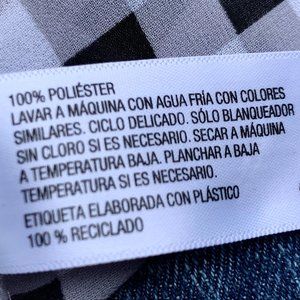 100% POLIÉSTER
LAVAR A MÁQUINA CON AGUA FRÍA CON COLORES
SIMILARES. CICLO DELICADO. SÓLO BLANQUEADOR
SIN CLORO SI ES NECESARIO. SECAR A MÁQUINA
A TEMPERATURA BAJA. PLANCHAR A BAJA
TEMPERATURA SI ES NECESARIO.
ETIQUETA ELABORADA CON PLÁSTICO
100 % RECICLADO